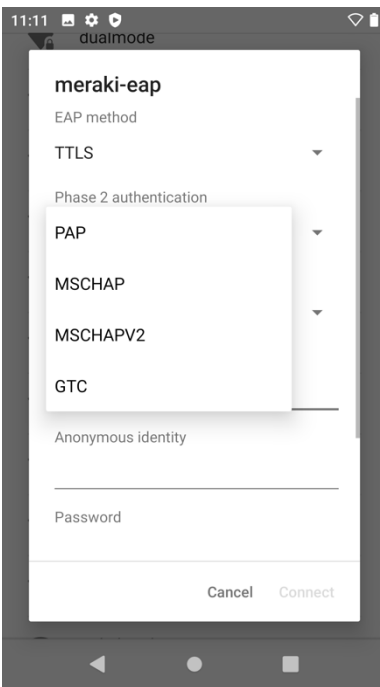 11:11
dualmode
meraki-eap
EAP method
TTLS
Phase 2 authentication
PAP
MSCHAP
MSCHAPV2
GTC
Anonymous identity
Password
Cancel Connect